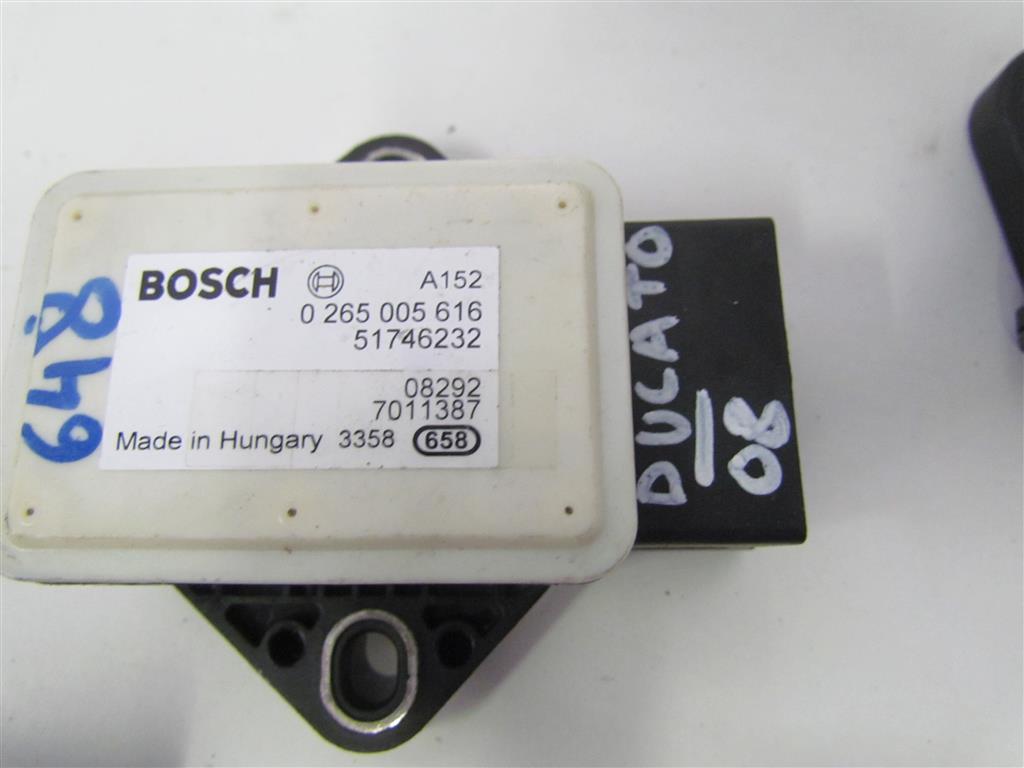 BOSCH A152
0 265 005 616
51746232
08292
7011387
Made in Hungary 3358 658
648
DUCATO
08